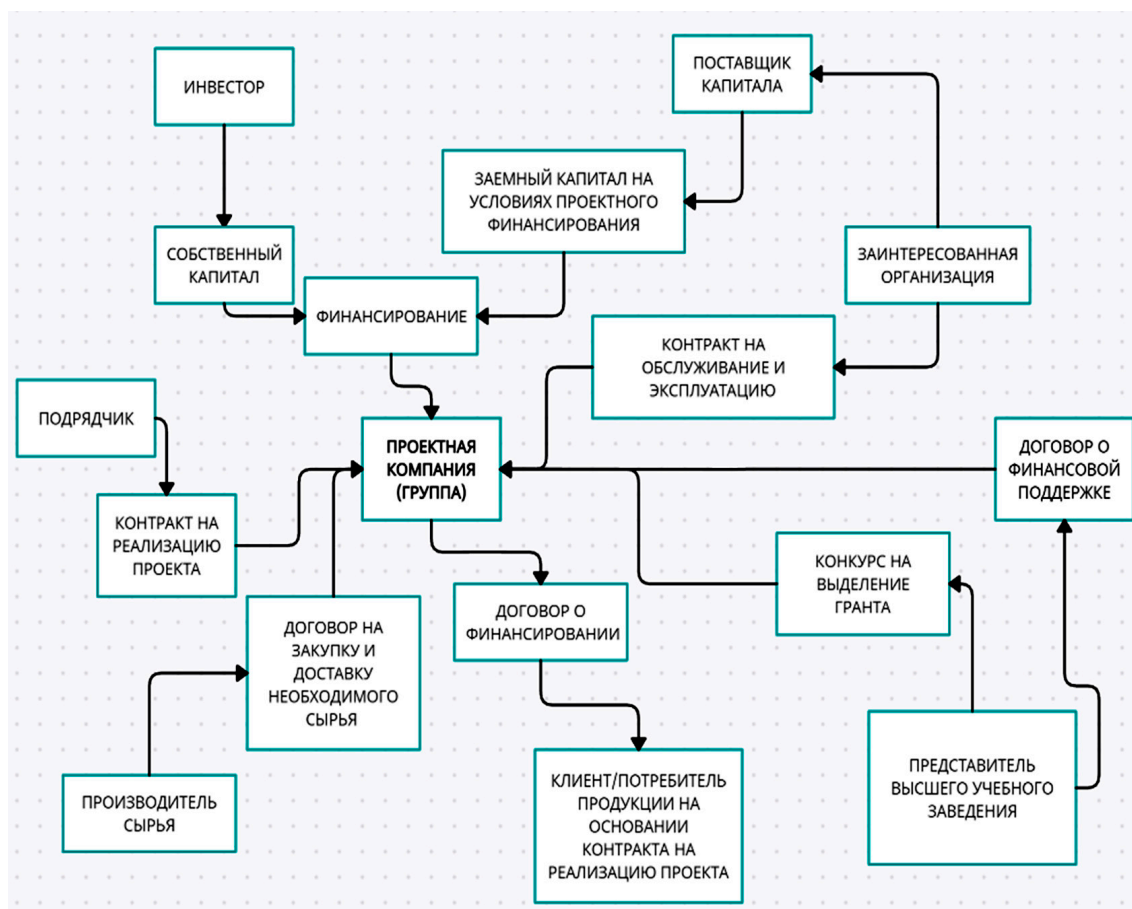 ИНВЕСТОР
ПОСТАВЩИК
КАПИТАЛА
ЗАЕМНЫЙ КАПИТАЛ НА
УСЛОВИЯХ ПРОЕКТНОГО
ФИНАНСИРОВАНИЯ
СОБСТВЕННЫЙ
КАПИТАЛ
ЗАИНТЕРЕСОВАННАЯ
ОРГАНИЗАЦИЯ
ФИНАНСИРОВАНИЕ
КОНТРАКТ НА
ОБСЛУЖИВАНИЕ И
ЭКСПЛУАТАЦИЮ
ПОДРЯДЧИК
ПРОЕКТНАЯ
КОМПАНИЯ
(ГРУППА)
ДОГОВОР О
ФИНАНСОВОЙ
ПОДДЕРЖКЕ
КОНТРАКТ НА
РЕАЛИЗАЦИЮ
ПРОЕКТА
КОНКУРС НА
ВЫДЕЛЕНИЕ
ГРАНТА
ДОГОВОР О
ФИНАНСИРОВАНИИ
ДОГОВОР НА
ЗАКУПКУ И
ДОСТАВКУ
НЕОБХОДИМОГО
СЫРЬЯ
ПРОИЗВОДИТЕЛЬ
СЫРЬЯ
КЛИЕНТ/ПОТРЕБИТЕЛЬ
ПРОДУКЦИИ НА
ОСНОВАНИИ
КОНТРАКТА НА
РЕАЛИЗАЦИЮ ПРОЕКТА
ПРЕДСТАВИТЕЛЬ
ВЫСШЕГО УЧЕБНОГО
ЗАВЕДЕНИЯ